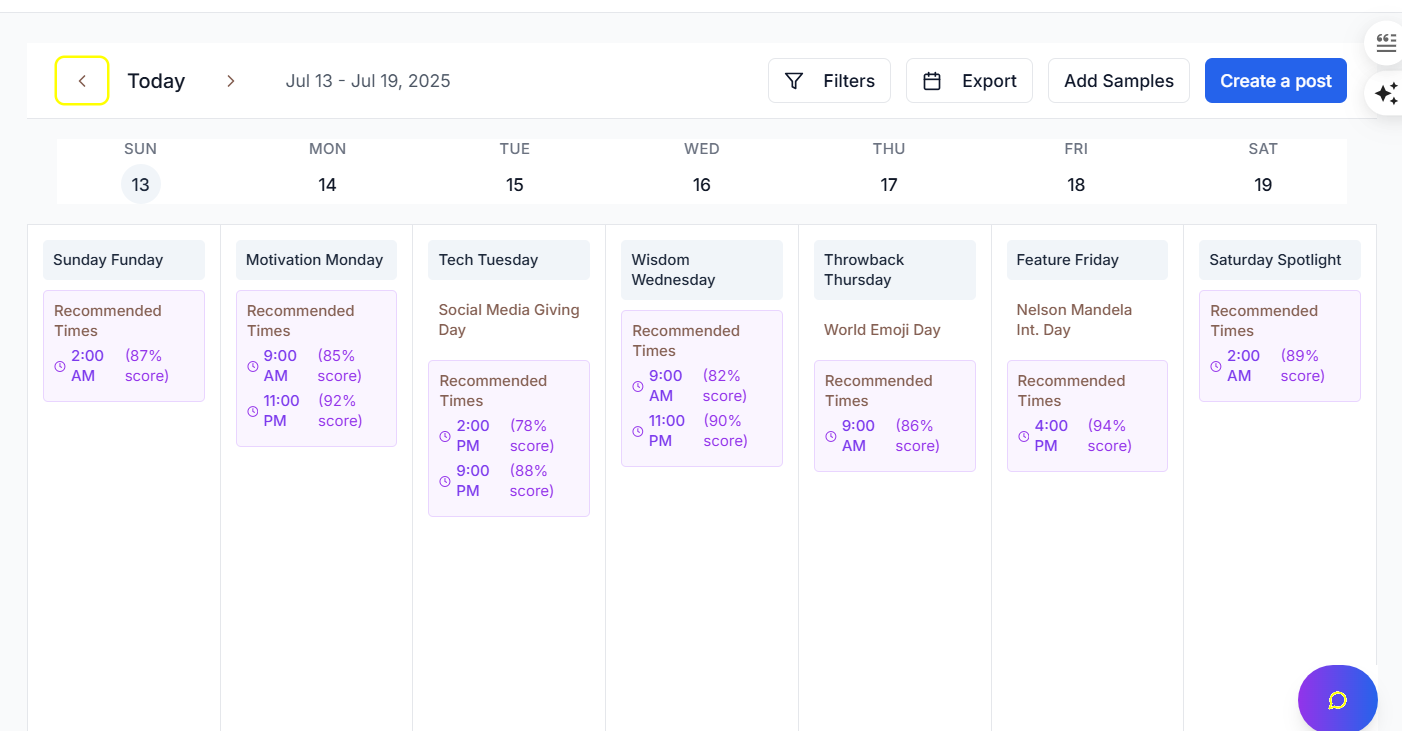 Today
Jul 13 - Jul 19, 2025
Filters
Export
Add Samples
Create a post
SUN
MON
TUE
WED
THU
FRI
SAT
13
14
15
16
17
18
19
Sunday Funday
Recommended
Times
2:00
AM
(87%
score)
Motivation Monday
Recommended
Times
9:00
AM
(85%
score)
11:00
PM
(92%
score)
Tech Tuesday
Social Media Giving
Day
Recommended
Times
2:00
PM
(78%
score)
9:00
PM
(88%
score)
Wisdom
Wednesday
Recommended
Times
9:00
AM
(82%
score)
11:00
PM
(90%
score)
Throwback
Thursday
World Emoji Day
Recommended
Times
9:00
AM
(86%
score)
Feature Friday
Nelson Mandela
Int. Day
Recommended
Times
4:00
PM
(94%
score)
Saturday Spotlight
Recommended
Times
2:00
AM
(89%
score)